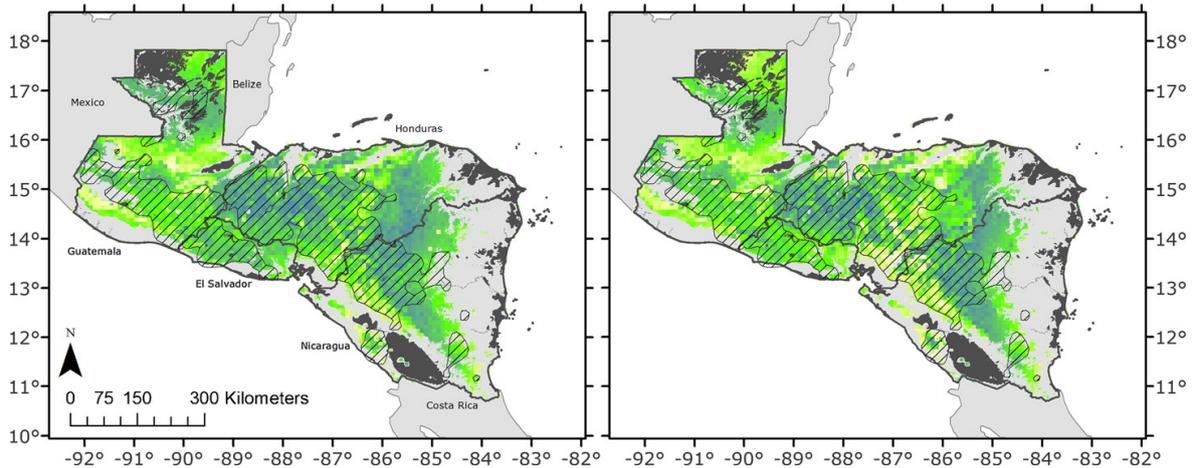 18°
17°
16°
15°
14°
13°
12°
11°
10°
Belize
Mexico
Honduras
Guatemala
El Salvador
Nicaragua
Costa Rica
N
0 75 150 300 Kilometers
-92° -91° -90° -89° -88° -87° -86° -85° -84° -83° -82°
18°
17°
16°
15°
14°
13°
12°
11°
-92° -91° -90° -89° -88° -87° -86° -85° -84° -83° -82°